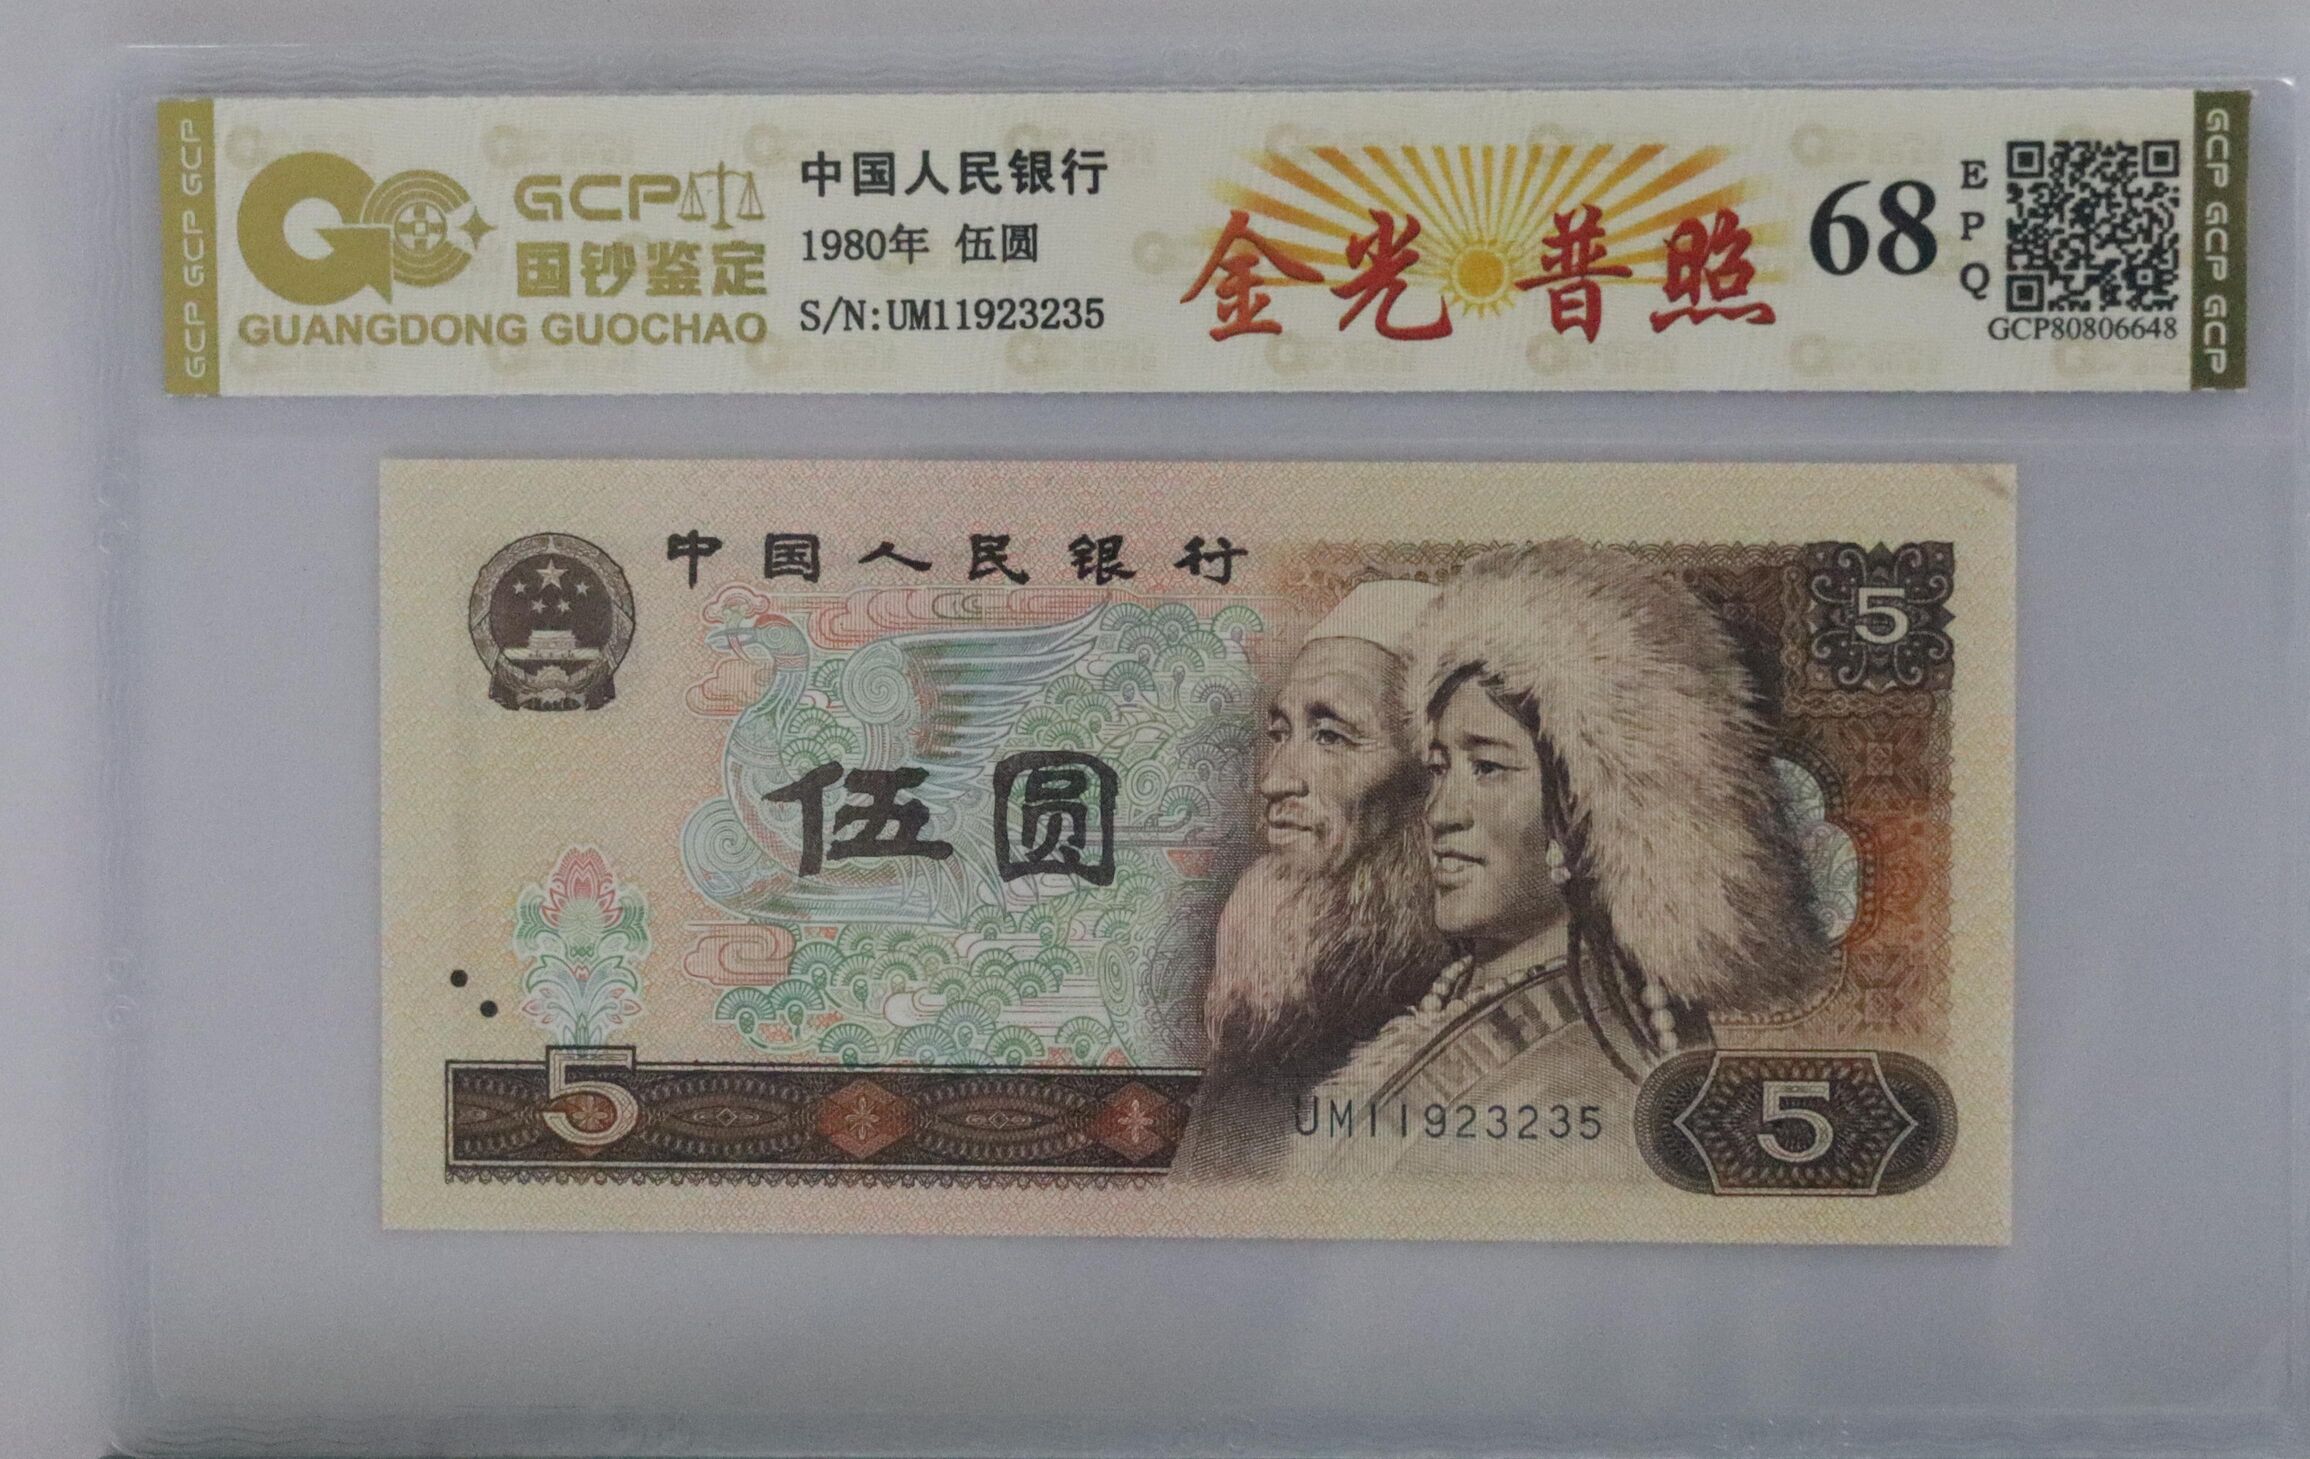 GCP GCP GCP
GCP
国钞鉴定
GUANGDONG GUOCHAO
中国人民银行
1980年 伍圆
S/N:UM11923235
金光普照
68
EPQ
GCP80806648
GCP GCP GCP
中国人民银行
5
伍圆
5
UM11923235
5